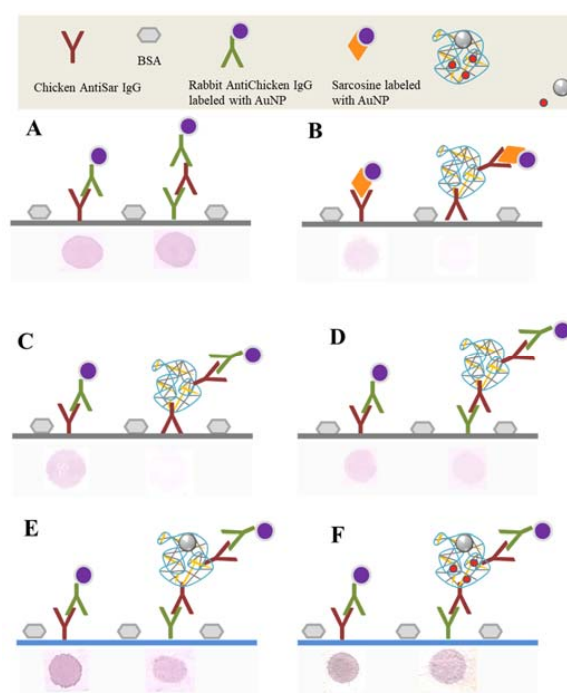 BSA
Chicken AntiSar IgG
Rabbit AntiChicken IgG
labeled with AuNP
Sarcosine labeled
with AuNP
A
B
C
D
E
F